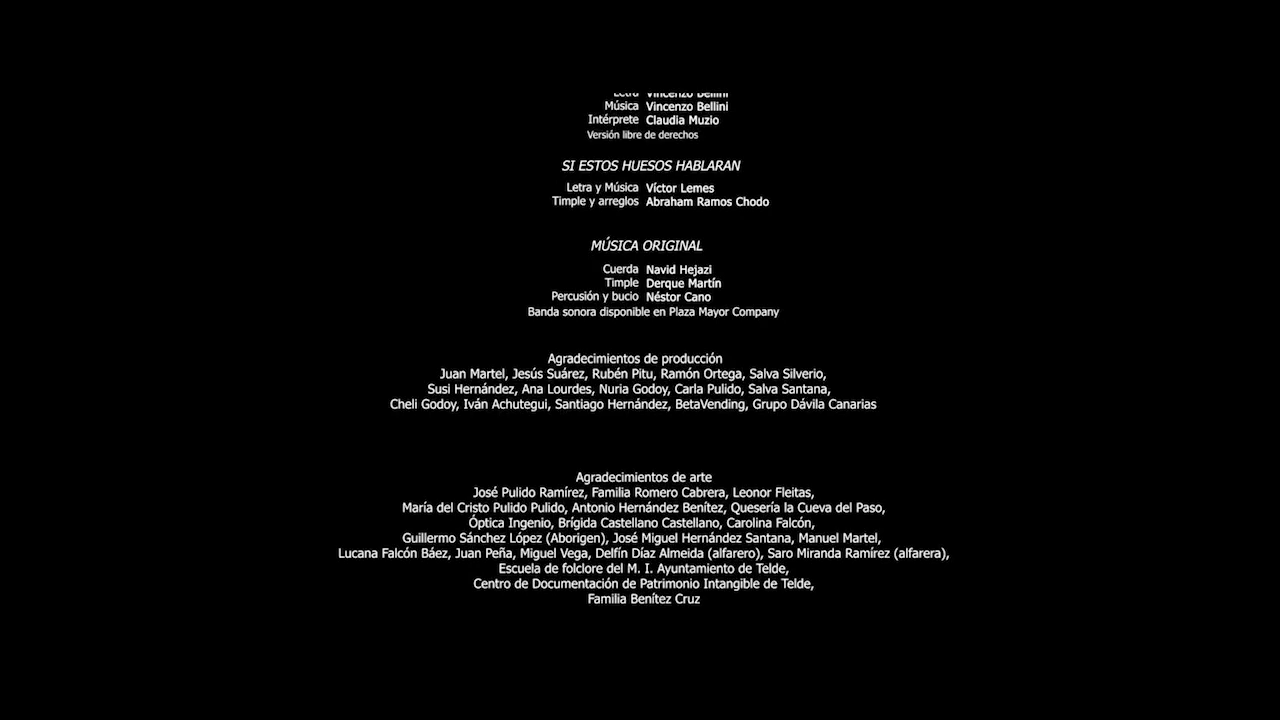 Letra Vincenzo Bellini
Música Vincenzo Bellini
Intérprete Claudia Muzio
Versión libre de derechos
SI ESTOS HUESOS HABLARAN
Letra y Música Víctor Lemes
Timple y arreglos Abraham Ramos Chodo
MÚSICA ORIGINAL
Cuerda Navid Hejazi
Timple Derque Martín
Percusión y bucio Néstor Cano
Banda sonora disponible en Plaza Mayor Company
Agradecimientos de producción
Juan Martel, Jesús Suárez, Rubén Pitu, Ramón Ortega, Salva Silverio,
Susi Hernández, Ana Lourdes, Nuria Godoy, Carla Pulido, Salva Santana,
Cheli Godoy, Iván Achutegui, Santiago Hernández, BetaVending, Grupo Dávila Canarias
Agradecimientos de arte
José Pulido Ramírez, Familia Romero Cabrera, Leonor Fleitas,
María del Cristo Pulido Pulido, Antonio Hernández Benítez, Quesería la Cueva del Paso,
Óptica Ingenio, Brígida Castellano Castellano, Carolina Falcón,
Guillermo Sánchez López (Aborigen), José Miguel Hernández Santana, Manuel Martel,
Lucana Falcón Báez, Juan Peña, Miguel Vega, Delfín Díaz Almeida (alfarero), Saro Miranda Ramírez (alfarera),
Escuela de folclore del M. I. Ayuntamiento de Telde,
Centro de Documentación de Patrimonio Intangible de Telde,
Familia Benítez Cruz